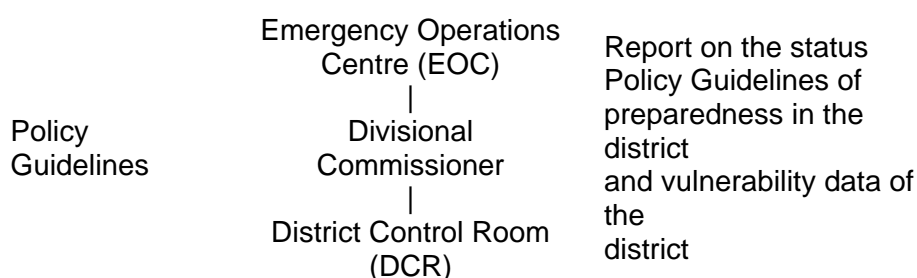 Policy
Guidelines
Emergency Operations
Centre (EOC)
|
Divisional
Commissioner
|
District Control Room
(DCR)
Report on the status
Policy Guidelines of
preparedness in the
district
and vulnerability data of
the
district